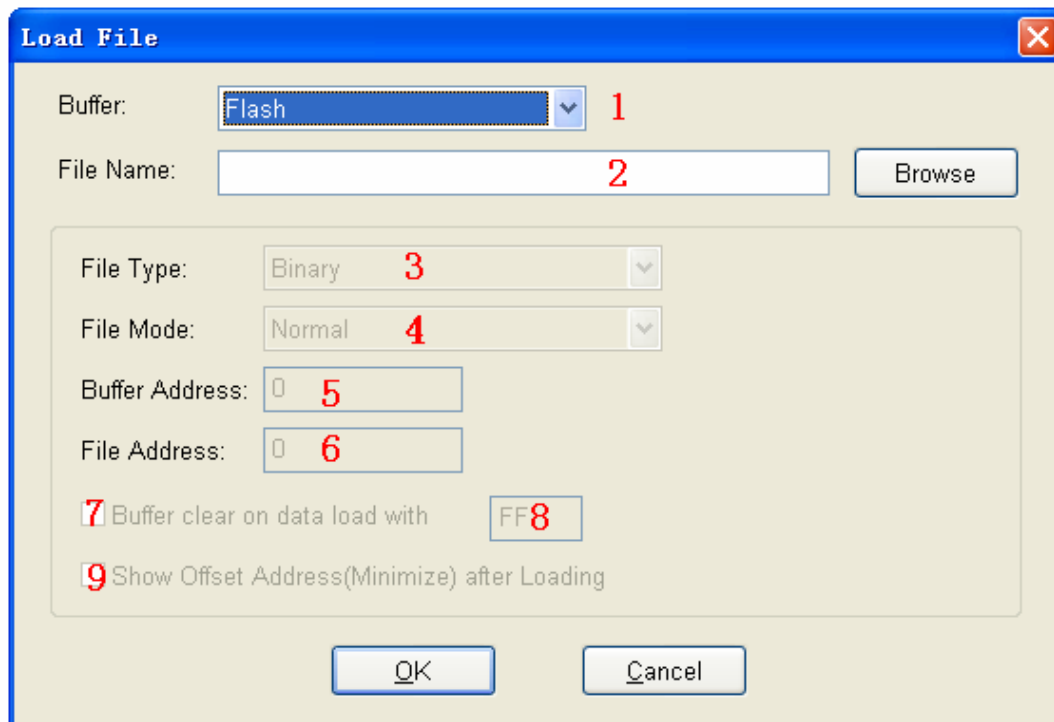 Load File
Buffer: Flash 1
File Name: 2 Browse
File Type: Binary 3
File Mode: Normal 4
Buffer Address: 0 5
File Address: 0 6
7 Buffer clear on data load with FF 8
9 Show Offset Address(Minimize) after Loading
OK Cancel